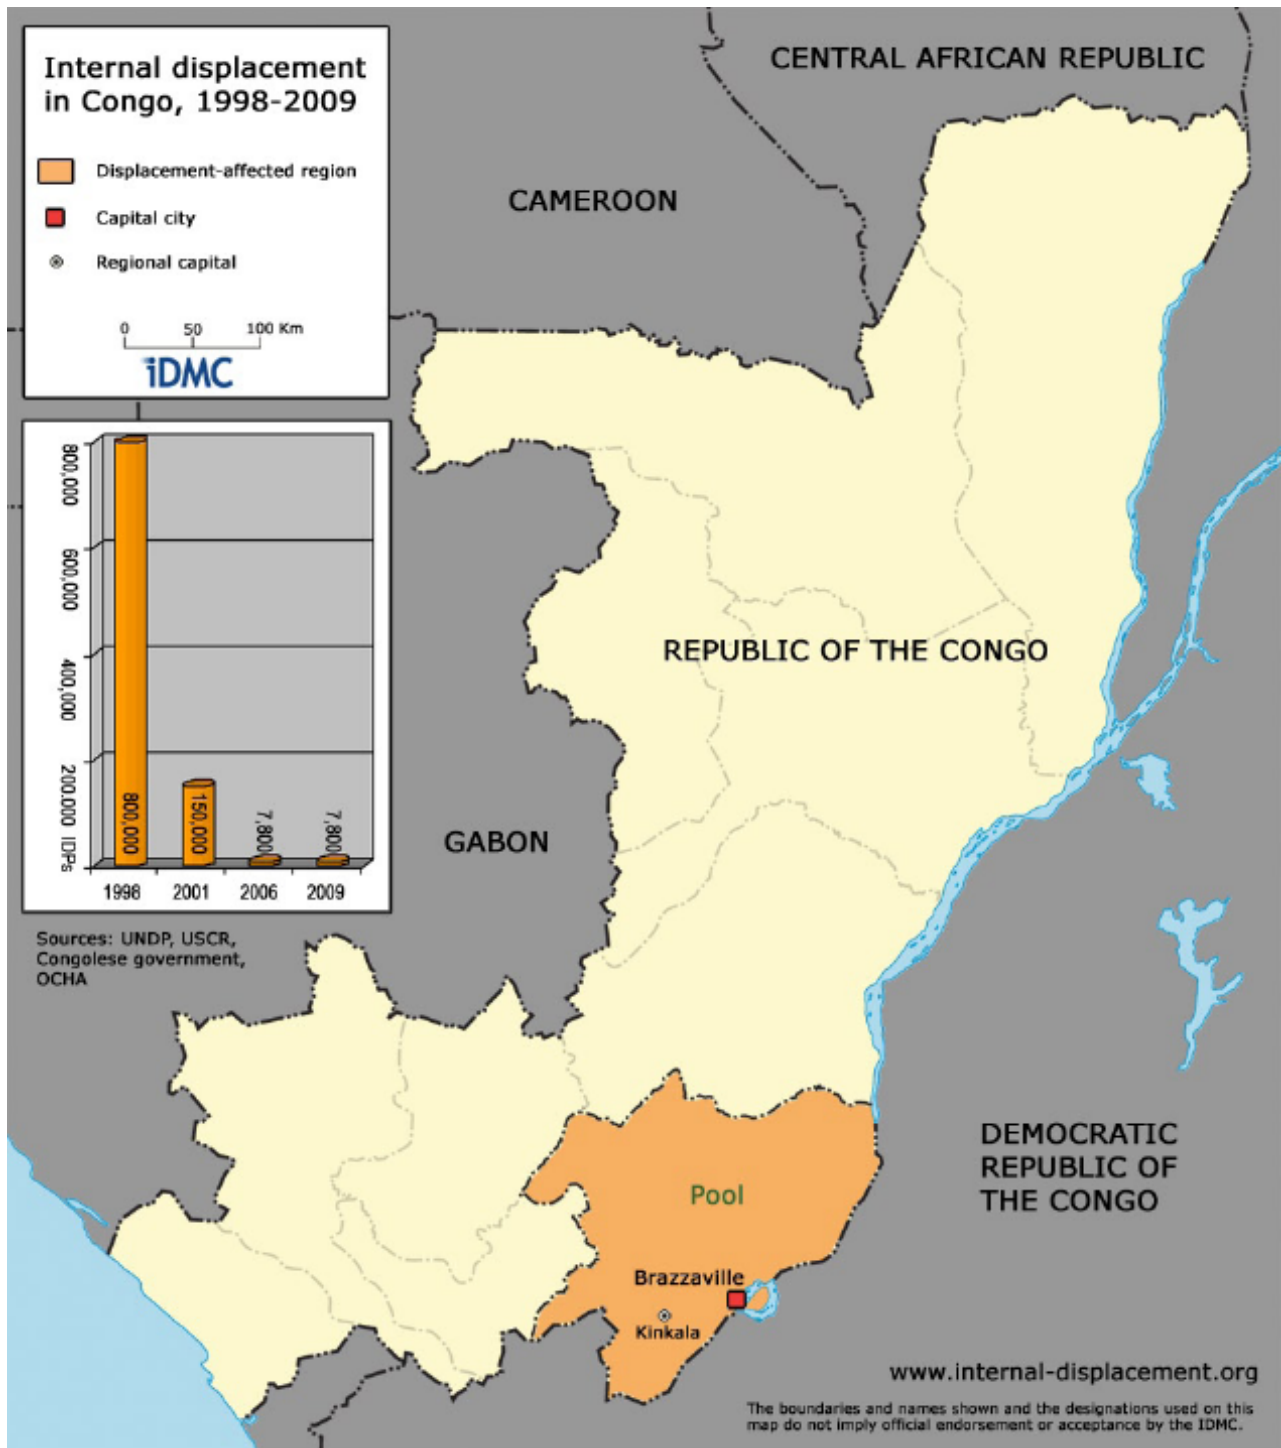 Internal displacement
in Congo, 1998-2009
Displacement-affected region
Capital city
Regional capital
0 50 100 Km
iDMC
800,000
600,000
400,000
200.000 IDPs
800,000
150,000
7,800
7,800
1998 2001 2006 2009
Sources: UNDP, USCR,
Congolese government,
OCHA
CENTRAL AFRICAN REPUBLIC
CAMEROON
REPUBLIC OF THE CONGO
GABON
DEMOCRATIC
REPUBLIC OF
THE CONGO
Pool
Brazzaville
Kinkala
www.internal-displacement.org
The boundaries and names shown and the designations used on this
map do not imply official endorsement or acceptance by the IDMC.